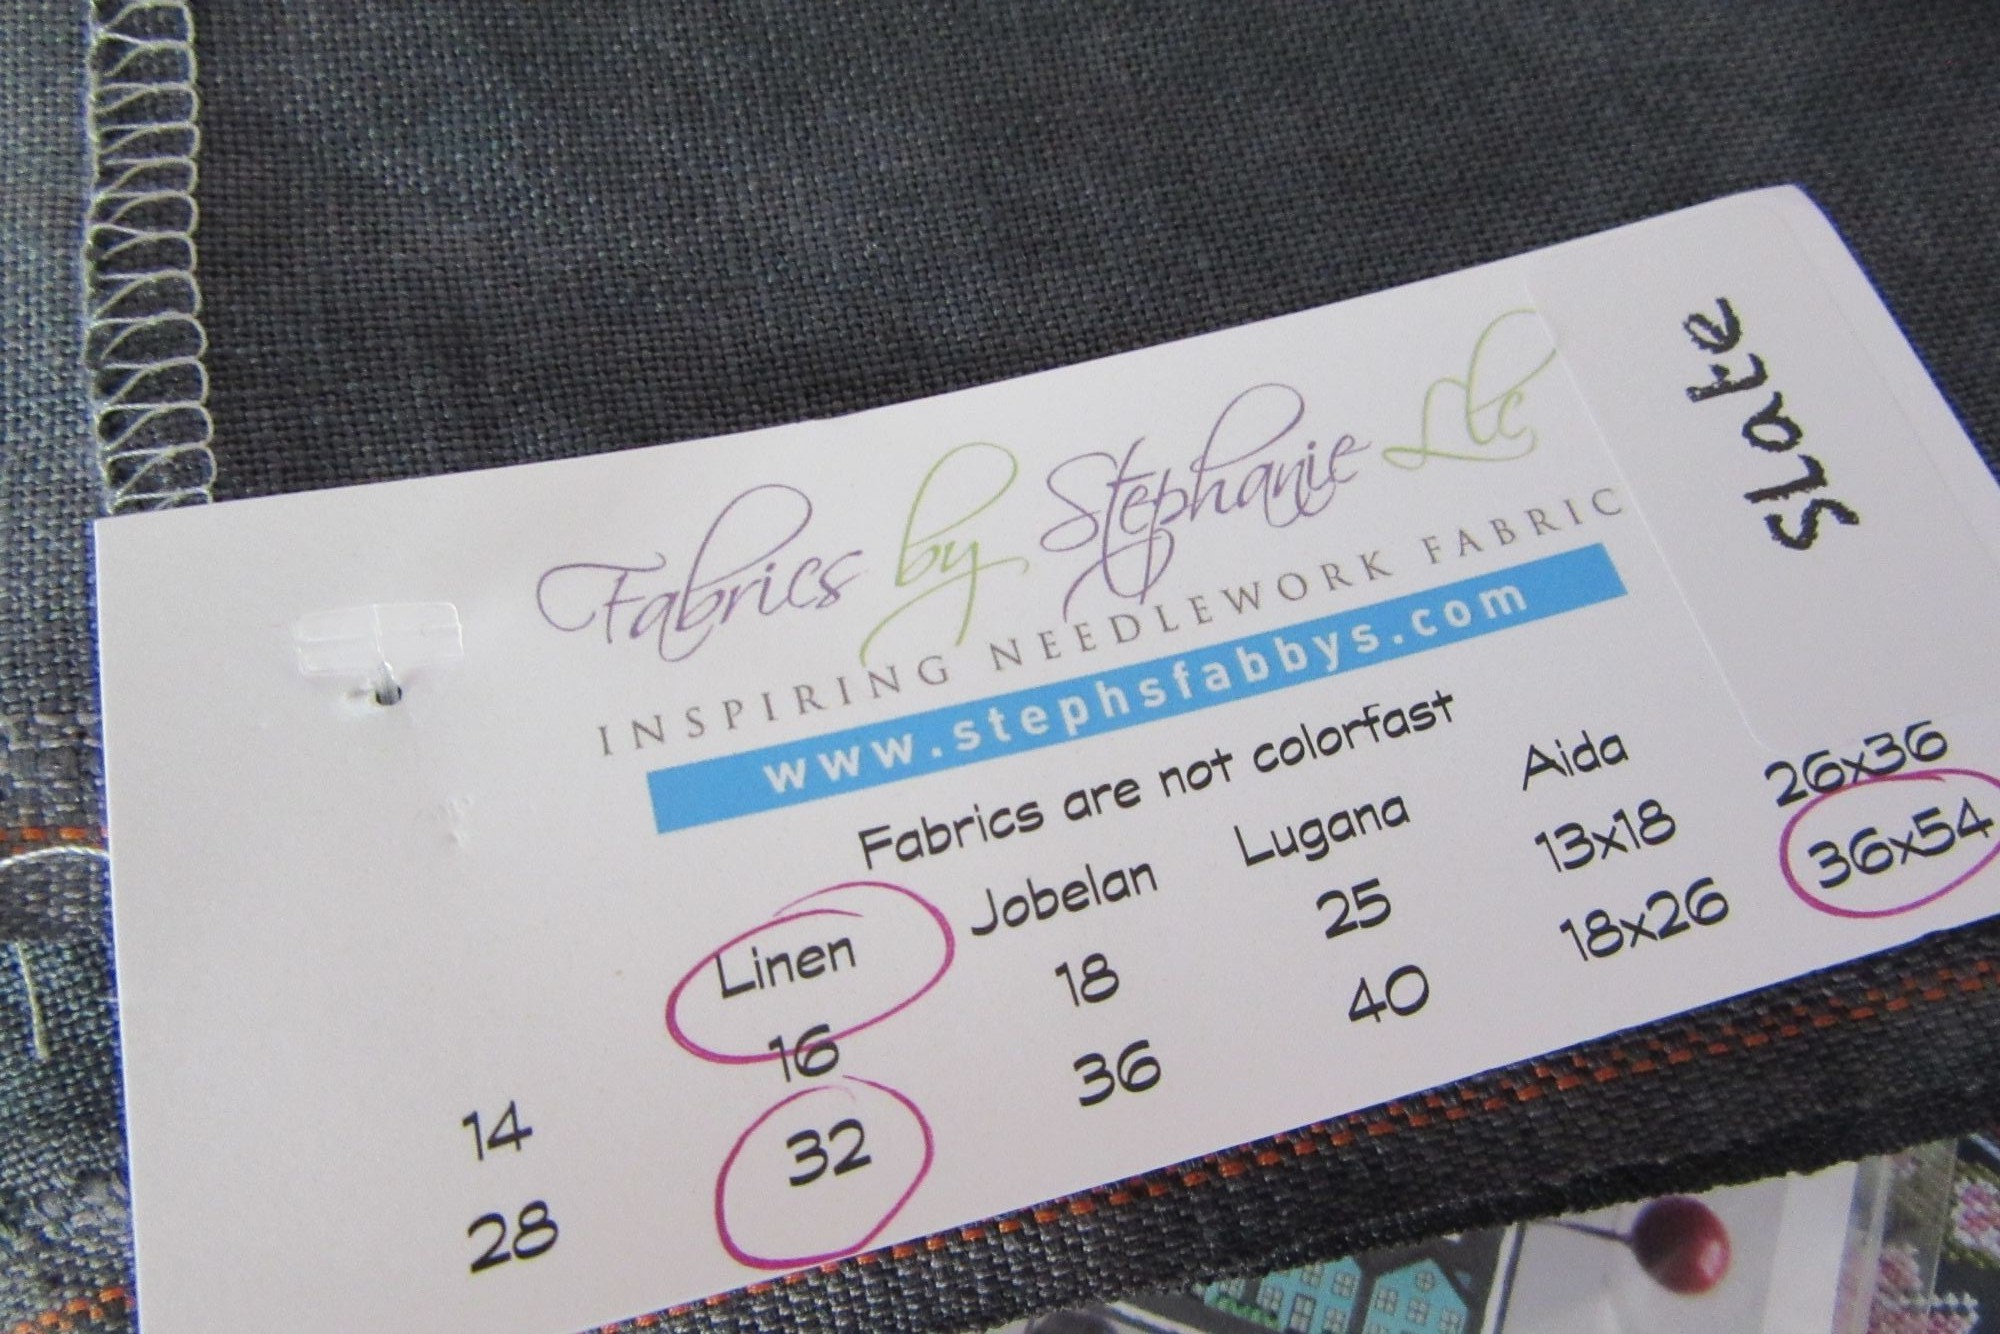 Fabrics by Stephanie Llc
INSPIRING NEEDLEWORK FABRIC
www.stephsfabbys.com
Fabrics are not colorfast
Linen Jobelan Lugana Aida
14 16 18 25 13x18 26x36
28 32 36 40 18x26 36x54
Slate